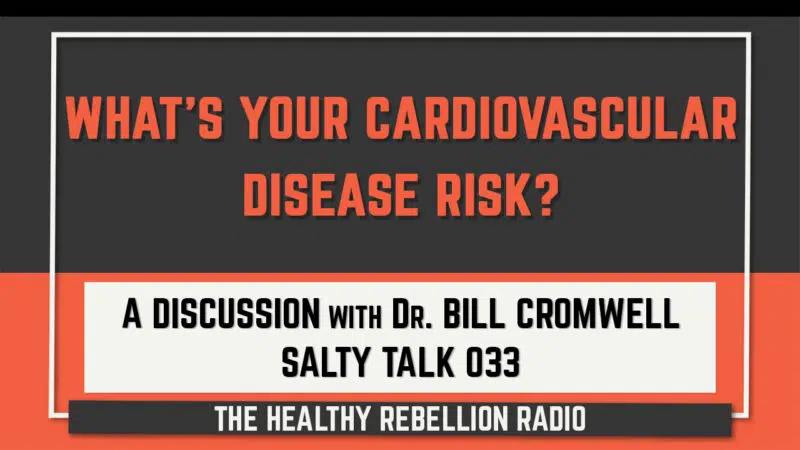 WHAT'S YOUR CARDIOVASCULAR
DISEASE RISK?
A DISCUSSION WITH DR. BILL CROMWELL
SALTY TALK 033
THE HEALTHY REBELLION RADIO